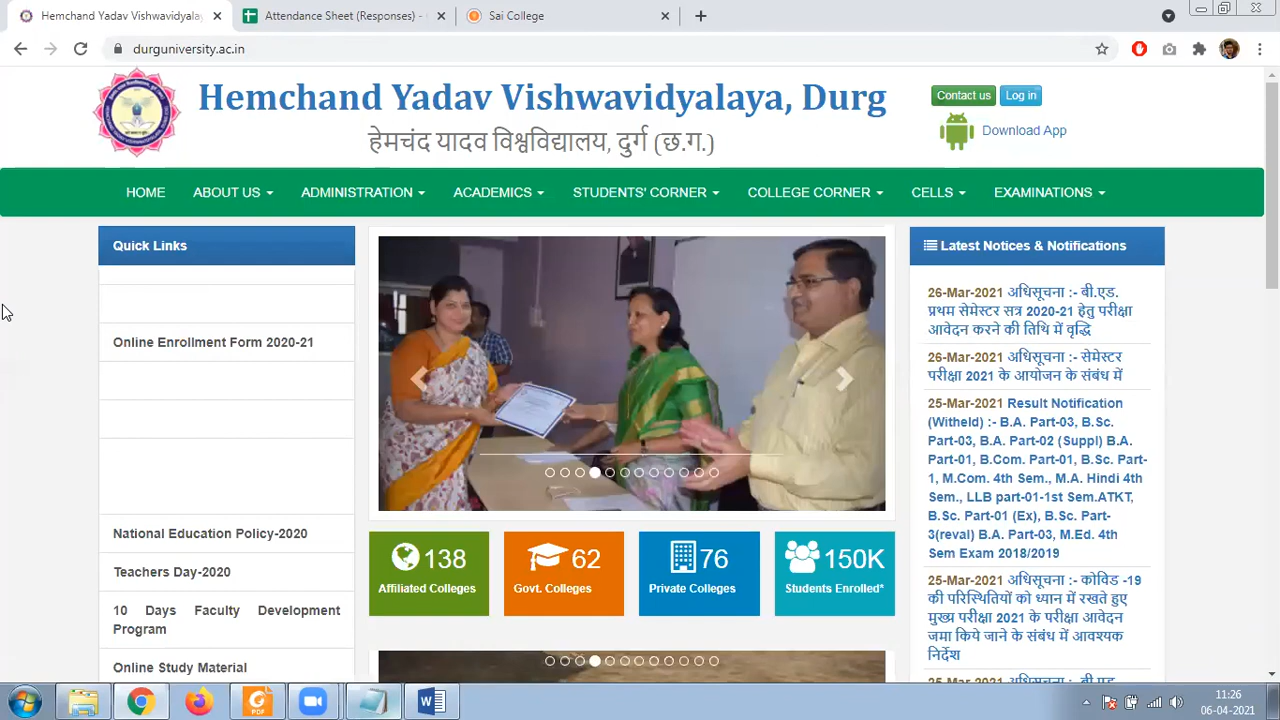 Hemchand Yadav Vishwavidyala
Attendance Sheet (Responses) -
Sai College
durguniversity.ac.in
Hemchand Yadav Vishwavidyalaya, Durg
हेमचंद यादव विश्वविद्यालय, दुर्ग (छ.ग.)
Contact us
Log in
Download App
HOME
ABOUT US
ADMINISTRATION
ACADEMICS
STUDENTS' CORNER
COLLEGE CORNER
CELLS
EXAMINATIONS
Quick Links
Online Enrollment Form 2020-21
National Education Policy-2020
Teachers Day-2020
10 Days Faculty Development
Program
Online Study Material
138
Affiliated Colleges
62
Govt. Colleges
76
Private Colleges
150K
Students Enrolled*
Latest Notices & Notifications
26-Mar-2021 अधिसूचना :- बी.एड.
प्रथम सेमेस्टर सत्र 2020-21 हेतु परीक्षा
आवेदन करने की तिथि में वृद्धि
26-Mar-2021 अधिसूचना :- सेमेस्टर
परीक्षा 2021 के आयोजन के संबंध में
25-Mar-2021 Result Notification
(Witheld) :- B.A. Part-03, B.Sc.
Part-03, B.A. Part-02 (Suppl) B.A.
Part-01, B.Com. Part-01, B.Sc. Part-
1, M.Com. 4th Sem., M.A. Hindi 4th
Sem., LLB part-01-1st Sem.ATKT,
B.Sc. Part-01 (Ex), B.Sc. Part-
3(reval) B.A. Part-03, M.Ed. 4th
Sem Exam 2018/2019
25-Mar-2021 अधिसूचना :- कोविड -19
की परिस्थितियों को ध्यान में रखते हुए
मुख्य परीक्षा 2021 के परीक्षा आवेदन
जमा किये जाने के संबंध में आवश्यक
निर्देश
25-Mar-2021 अधिसूचना :- बी.एड.
PDF
11:26
06-04-2021